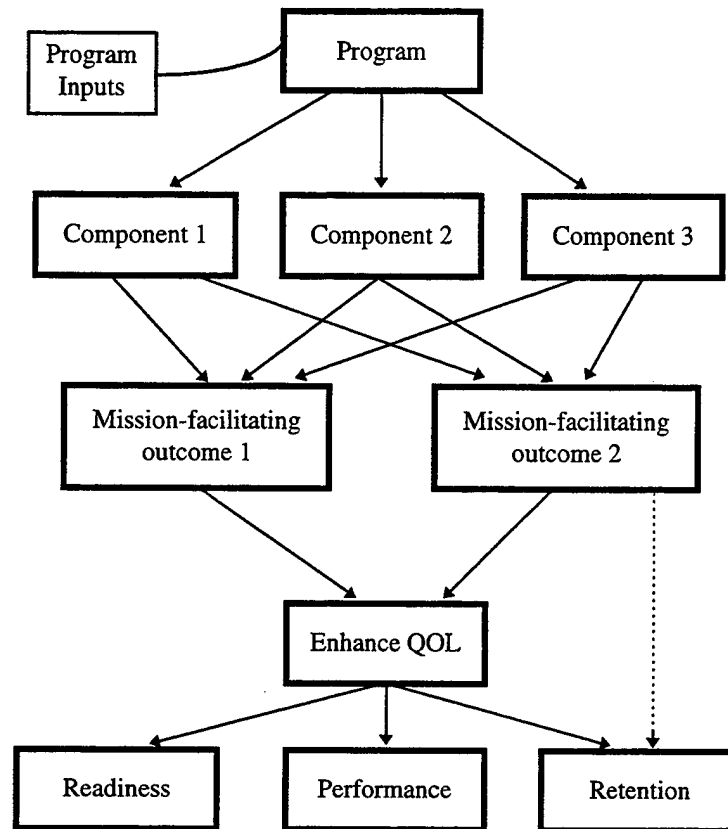 Program
Inputs
Program
Component 1
Component 2
Component 3
Mission-facilitating
outcome 1
Mission-facilitating
outcome 2
Enhance QOL
Readiness
Performance
Retention